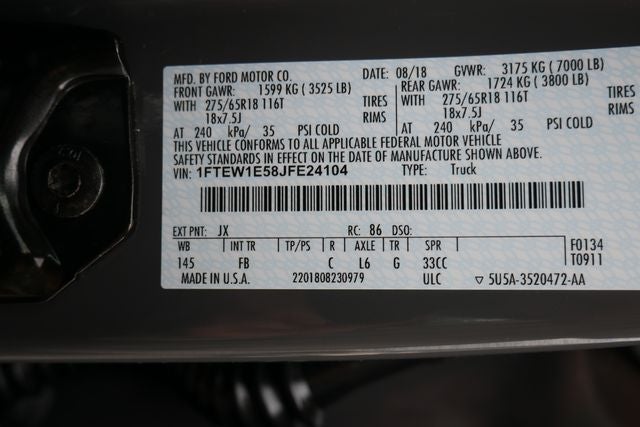 MFD. BY FORD MOTOR CO. DATE: 08/18 GVWR: 3175 KG ( 7000 LB)
FRONT GAWR: 1599 KG ( 3525 LB) REAR GAWR: 1724 KG ( 3800 LB)
WITH 275/65R18 116T TIRES WITH 275/65R18 116T TIRES
18x7.5J RIMS 18x7.5J RIMS
AT 240 kPa/ 35 PSI COLD AT 240 kPa/ 35 PSI COLD
THIS VEHICLE CONFORMS TO ALL APPLICABLE FEDERAL MOTOR VEHICLE
SAFETY STANDARDS IN EFFECT ON THE DATE OF MANUFACTURE SHOWN ABOVE.
VIN: 1FTEW1E58JFE24104 TYPE: Truck
EXT PNT: JX RC: 86 DSO:
WB INT TR TP/PS R AXLE TR SPR F0134
145 FB C L6 G 33CC T0911
MADE IN U.S.A. 2201808230979 ULC ▽ 5U5A-3520472-AA